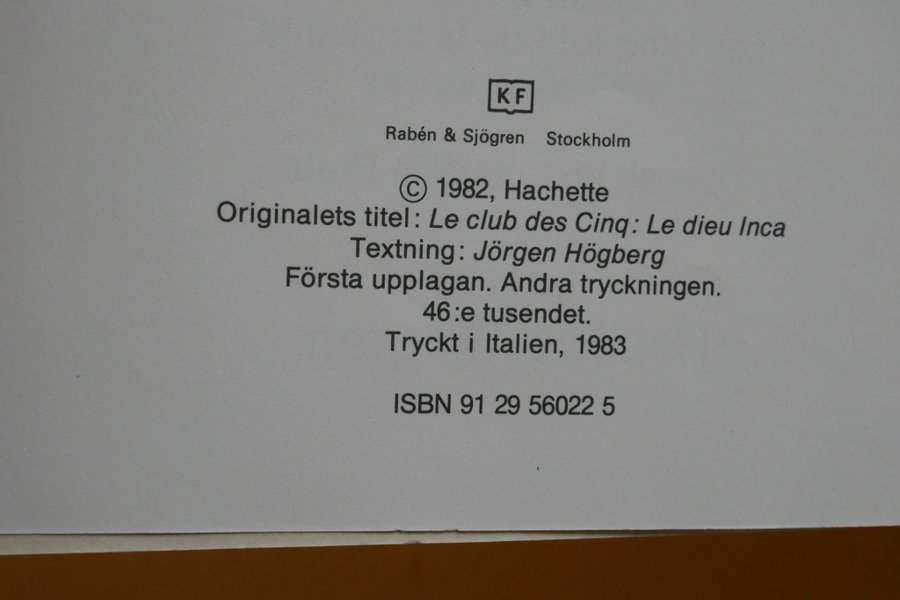 KF
Rabén & Sjögren Stockholm
© 1982, Hachette
Originalets titel: Le club des Cinq: Le dieu Inca
Textning: Jörgen Högberg
Första upplagan. Andra tryckningen.
46:e tusendet.
Tryckt i Italien, 1983
ISBN 91 29 56022 5